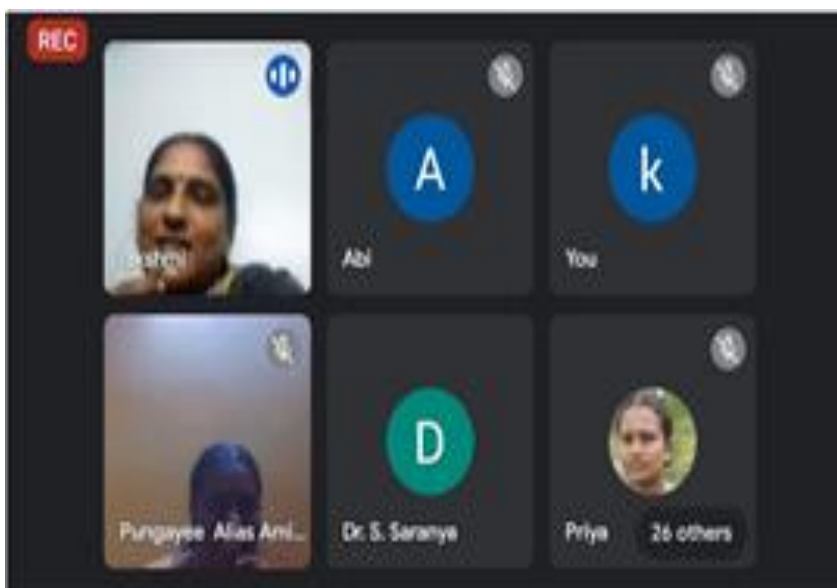 REC
A
k
Abi
You
D
Pungayee Alias Ami...
Dr. S. Saranya
Priya
26 others